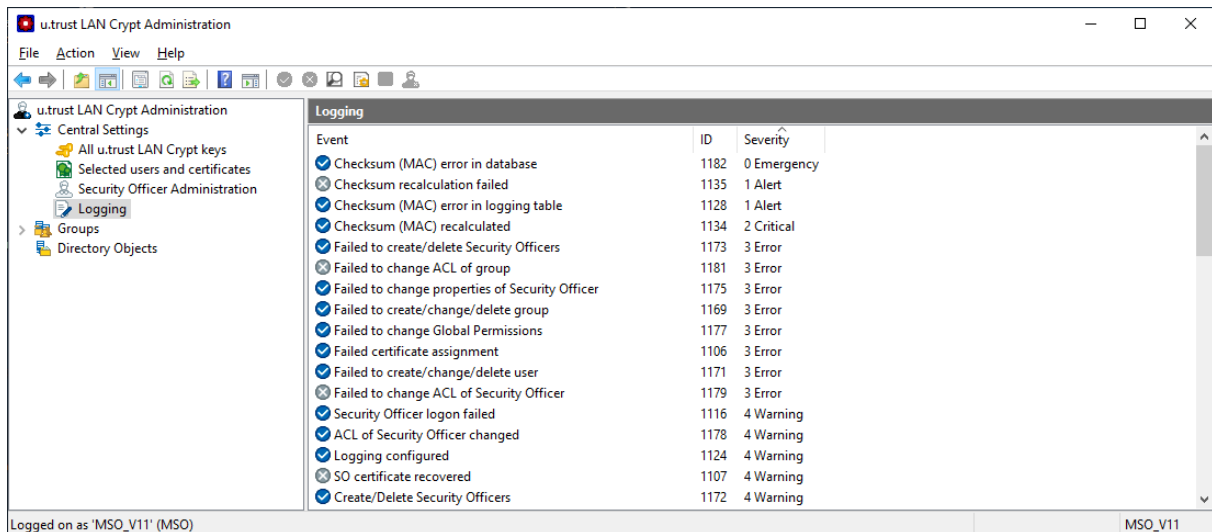 u.trust LAN Crypt Administration
File Action View Help
u.trust LAN Crypt Administration
Central Settings
All u.trust LAN Crypt keys
Selected users and certificates
Security Officer Administration
Logging
Groups
Directory Objects
Logging
Event ID Severity
Checksum (MAC) error in database 1182 0 Emergency
Checksum recalculation failed 1135 1 Alert
Checksum (MAC) error in logging table 1128 1 Alert
Checksum (MAC) recalculated 1134 2 Critical
Failed to create/delete Security Officers 1173 3 Error
Failed to change ACL of group 1181 3 Error
Failed to change properties of Security Officer 1175 3 Error
Failed to create/change/delete group 1169 3 Error
Failed to change Global Permissions 1177 3 Error
Failed certificate assignment 1106 3 Error
Failed to create/change/delete user 1171 3 Error
Failed to change ACL of Security Officer 1179 3 Error
Security Officer logon failed 1116 4 Warning
ACL of Security Officer changed 1178 4 Warning
Logging configured 1124 4 Warning
SO certificate recovered 1107 4 Warning
Create/Delete Security Officers 1172 4 Warning
Logged on as 'MSO_V11' (MSO) MSO_V11